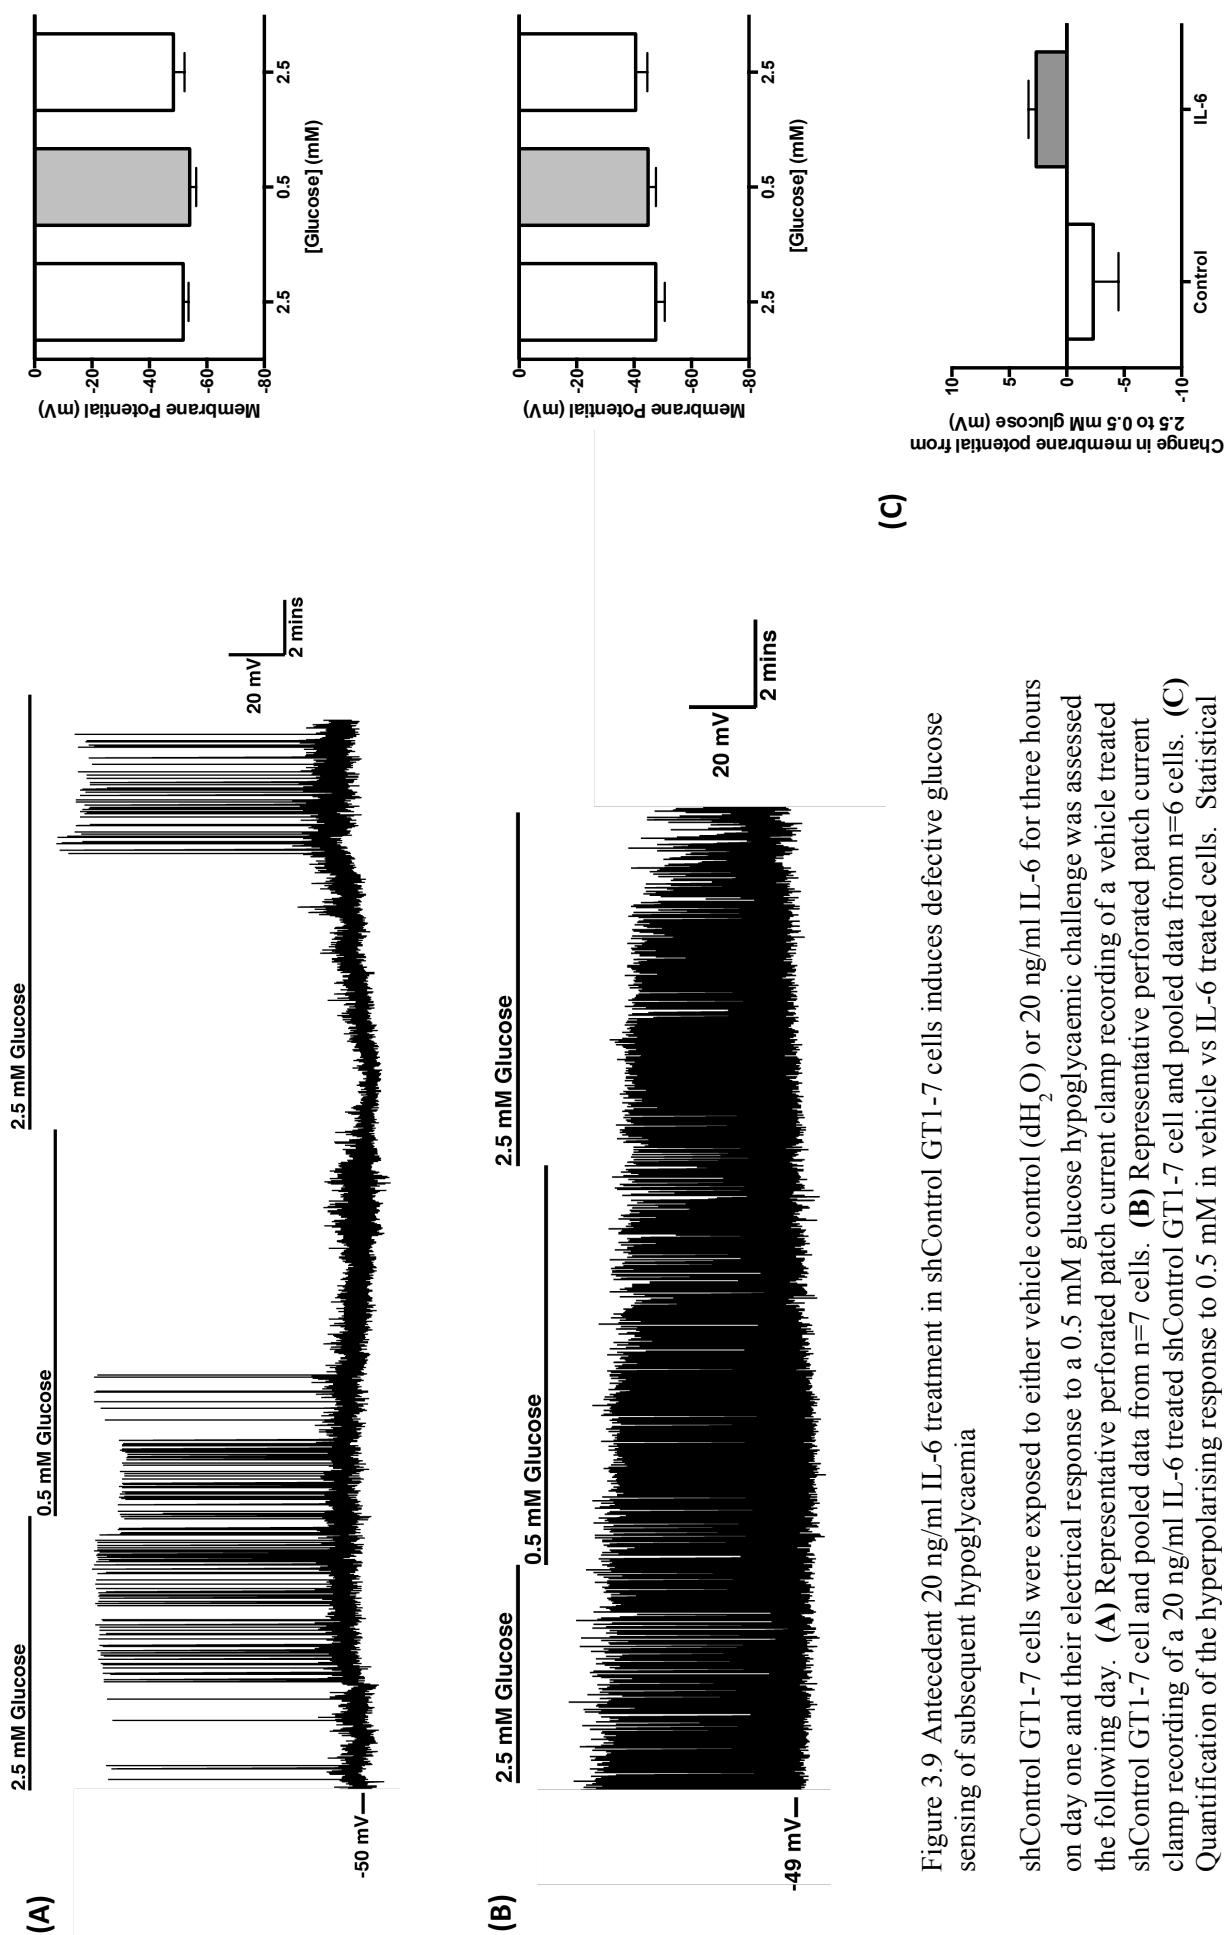 (A)
2.5 mM Glucose
0.5 mM Glucose
2.5 mM Glucose
-50 mV
20 mV
2 mins
0
-20
-40
-60
-80
Membrane Potential (mV)
2.5
0.5
2.5
[Glucose] (mM)
(B)
2.5 mM Glucose
0.5 mM Glucose
2.5 mM Glucose
-49 mV
20 mV
2 mins
0
-20
-40
-60
-80
Membrane Potential (mV)
2.5
0.5
2.5
[Glucose] (mM)
(C)
10
5
0
-5
-10
Change in membrane potential from
2.5 to 0.5 mM glucose (mV)
Control
IL-6
Figure 3.9 Antecedent 20 ng/ml IL-6 treatment in shControl GT1-7 cells induces defective glucose
sensing of subsequent hypoglycaemia
shControl GT1-7 cells were exposed to either vehicle control (dH₂O) or 20 ng/ml IL-6 for three hours
on day one and their electrical response to a 0.5 mM glucose hypoglycaemic challenge was assessed
the following day. (A) Representative perforated patch current clamp recording of a vehicle treated
shControl GT1-7 cell and pooled data from n=7 cells. (B) Representative perforated patch current
clamp recording of a 20 ng/ml IL-6 treated shControl GT1-7 cell and pooled data from n=6 cells. (C)
Quantification of the hyperpolarising response to 0.5 mM in vehicle vs IL-6 treated cells. Statistical